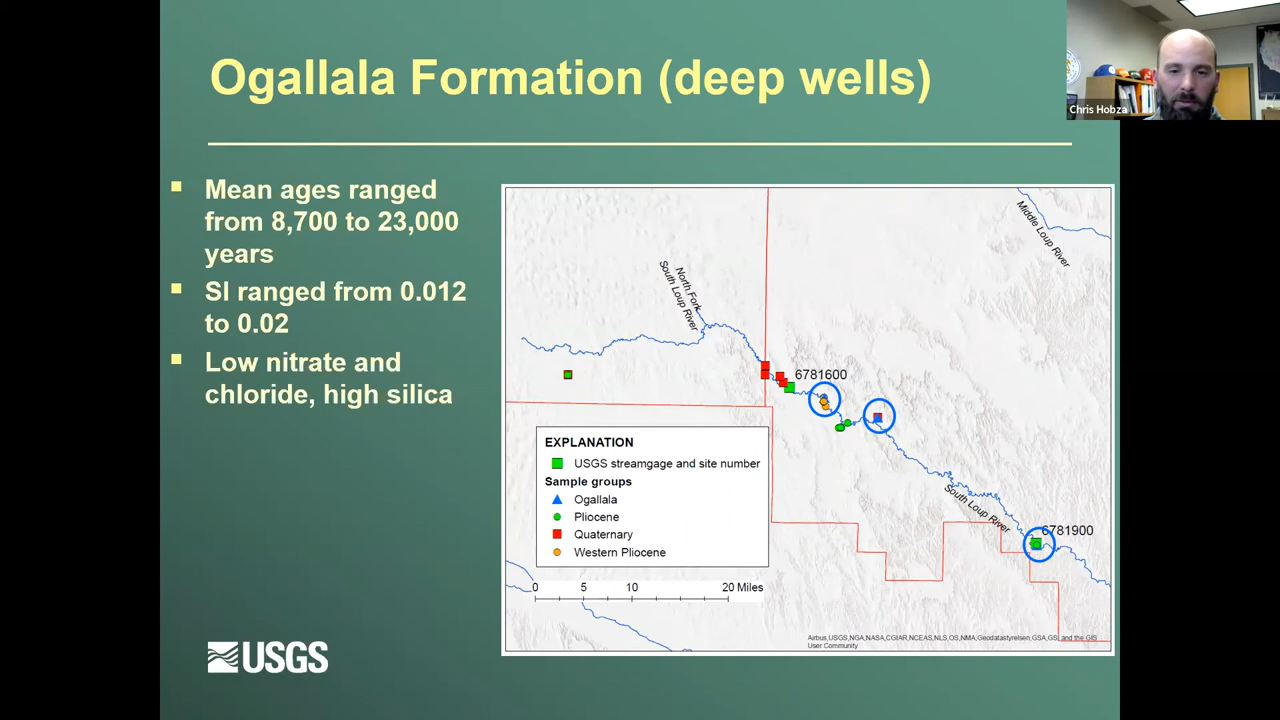 Ogallala Formation (deep wells)
Chris Hobza
Mean ages ranged
from 8,700 to 23,000
years
SI ranged from 0.012
to 0.02
Low nitrate and
chloride, high silica
Middle Loup River
North Fork
South Loup River
6781600
South Loup River
6781900
EXPLANATION
USGS streamgage and site number
Sample groups
Ogallala
Pliocene
Quaternary
Western Pliocene
0 5 10 20 Miles
Airbus,USGS,NGA,NASA,CGIAR,NCEAS,NLS,OS,NMA,Geodatastyrelsen,GSA,GSI and the GIS
User Community
USGS